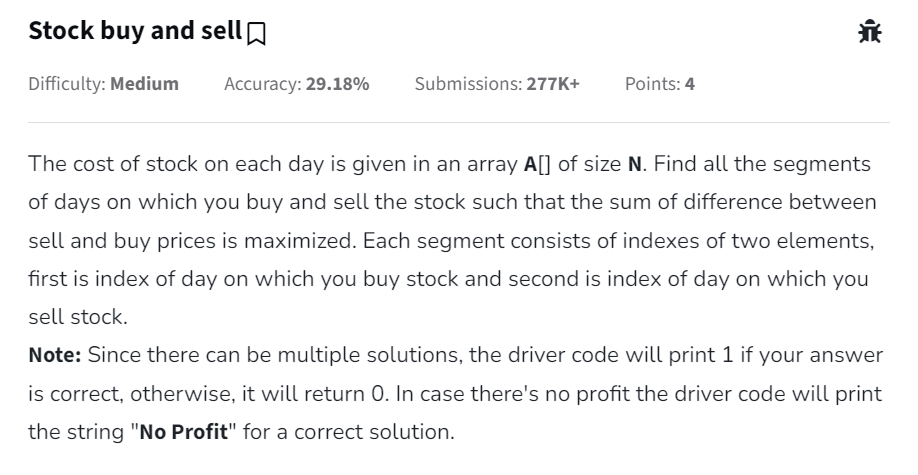 Stock buy and sell
Difficulty: Medium Accuracy: 29.18% Submissions: 277K+ Points: 4
The cost of stock on each day is given in an array A[] of size N. Find all the segments
of days on which you buy and sell the stock such that the sum of difference between
sell and buy prices is maximized. Each segment consists of indexes of two elements,
first is index of day on which you buy stock and second is index of day on which you
sell stock.
Note: Since there can be multiple solutions, the driver code will print 1 if your answer
is correct, otherwise, it will return 0. In case there's no profit the driver code will print
the string "No Profit" for a correct solution.